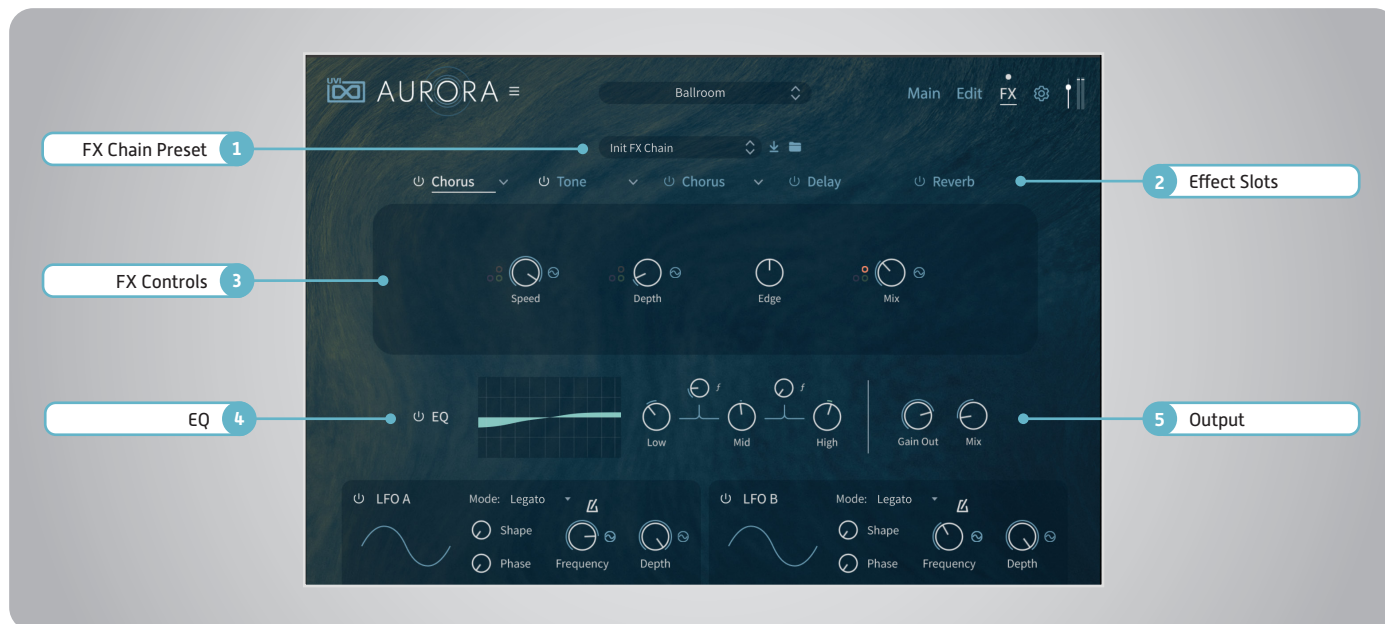 UVI AURORA
Ballroom
Main Edit FX
FX Chain Preset 1
Init FX Chain
Chorus Tone Chorus Delay Reverb
2 Effect Slots
FX Controls 3
Speed Depth Edge Mix
EQ 4
EQ
f f
Low Mid High Gain Out Mix
5 Output
LFO A Mode: Legato
Shape
Phase Frequency Depth
LFO B Mode: Legato
Shape
Phase Frequency Depth